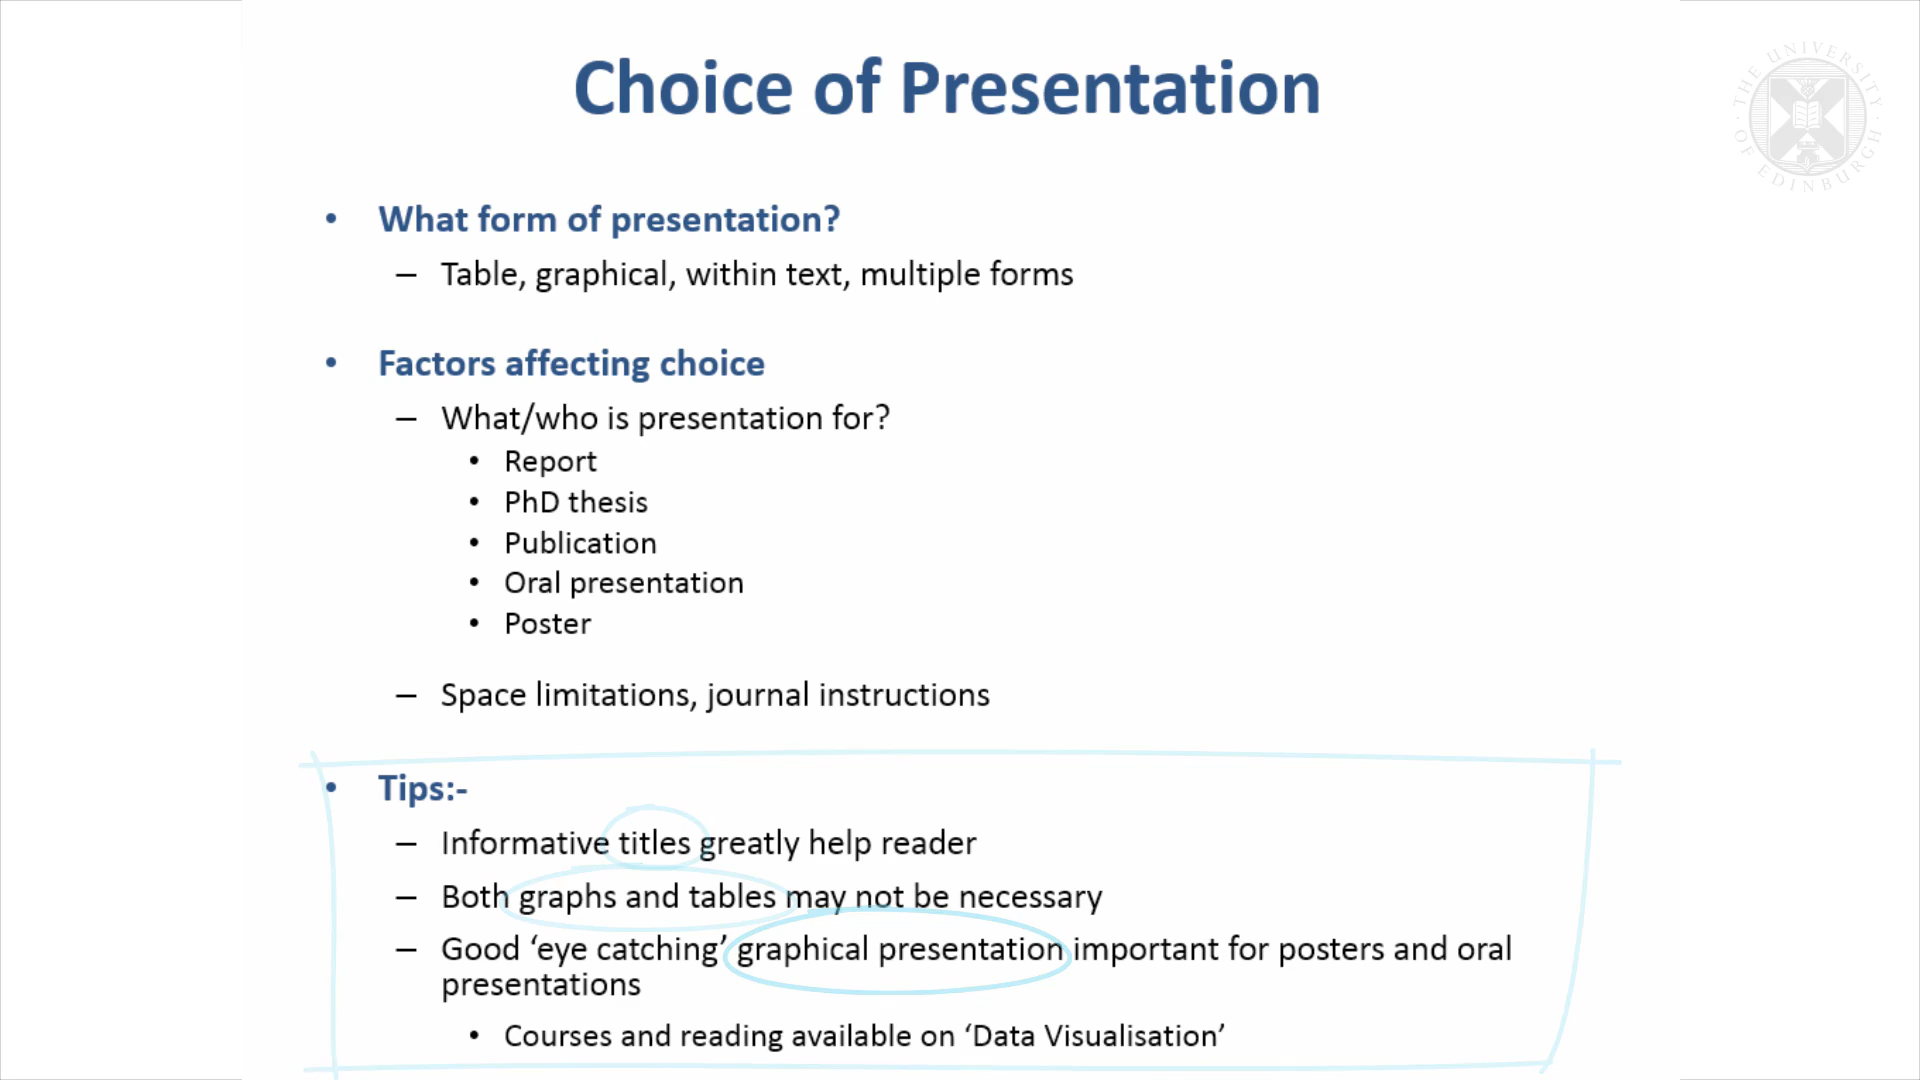 Choice of Presentation
THE UNIVERSITY OF EDINBURGH
• What form of presentation?
– Table, graphical, within text, multiple forms
• Factors affecting choice
– What/who is presentation for?
• Report
• PhD thesis
• Publication
• Oral presentation
• Poster
– Space limitations, journal instructions
• Tips:-
– Informative titles greatly help reader
– Both graphs and tables may not be necessary
– Good ‘eye catching’ graphical presentation important for posters and oral
presentations
• Courses and reading available on ‘Data Visualisation’